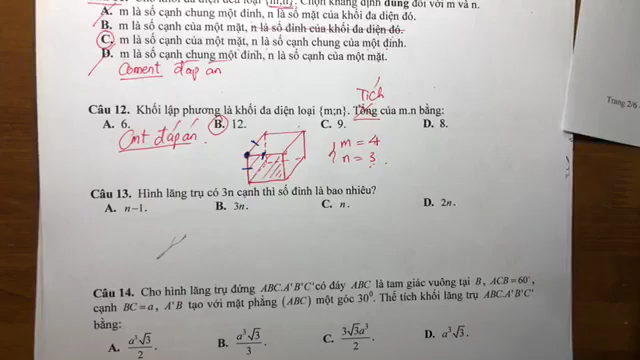 m là số cạnh chung một đỉnh, n là số mặt của khối đa diện đó.
B. m là số cạnh của một mặt, n là số đỉnh của khối đa diện đó.
C. m là số cạnh của một mặt, n là số cạnh chung của một đỉnh.
D. m là số cạnh chung một đỉnh, n là số cạnh của một mặt.
Coment đáp án
Tích
Câu 12. Khối lập phương là khối đa diện loại {m;n}. Tổng của m.n bằng:
A. 6. B. 12. C. 9. D. 8.
Cmt đáp án
m = 4
n = 3
Trang 2/6
Câu 13. Hình lăng trụ có 3n cạnh thì số đỉnh là bao nhiêu?
A. n−1. B. 3n. C. n. D. 2n.
Câu 14. Cho hình lăng trụ đứng ABC.A'B'C' có đáy ABC là tam giác vuông tại B, ACB=60°,
cạnh BC=a, A'B tạo với mặt phẳng (ABC) một góc 30⁰. Thể tích khối lăng trụ ABC.A'B'C'
bằng:
A. a³√3/2. B. a³√3/3. C. 3√3a³/2. D. a³√3.